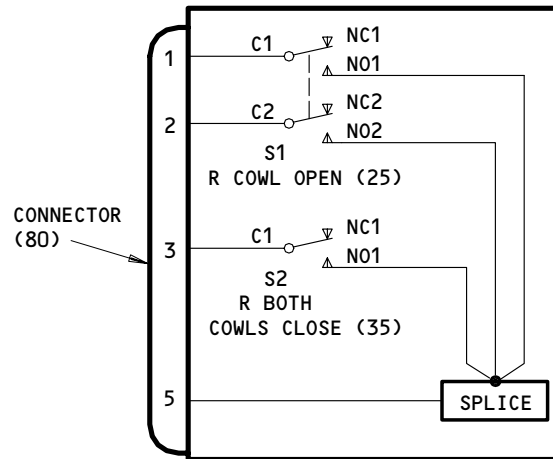 1 C1 NC1
NO1
2 C2 NC2
NO2
S1
R COWL OPEN (25)
CONNECTOR
(80)
3 C1 NC1
NO1
S2
R BOTH
COWLS CLOSE (35)
5 SPLICE